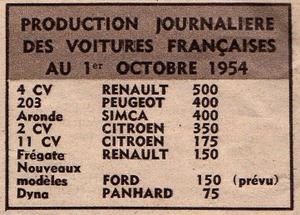 PRODUCTION JOURNALIERE
DES VOITURES FRANÇAISES
AU 1er OCTOBRE 1954
4 CV RENAULT 500
203 PEUGEOT 400
Aronde SIMCA 400
2 CV CITROEN 350
11 CV CITROEN 175
Frégate RENAULT 150
Nouveaux
modèles FORD 150 (prévu)
Dyna PANHARD 75